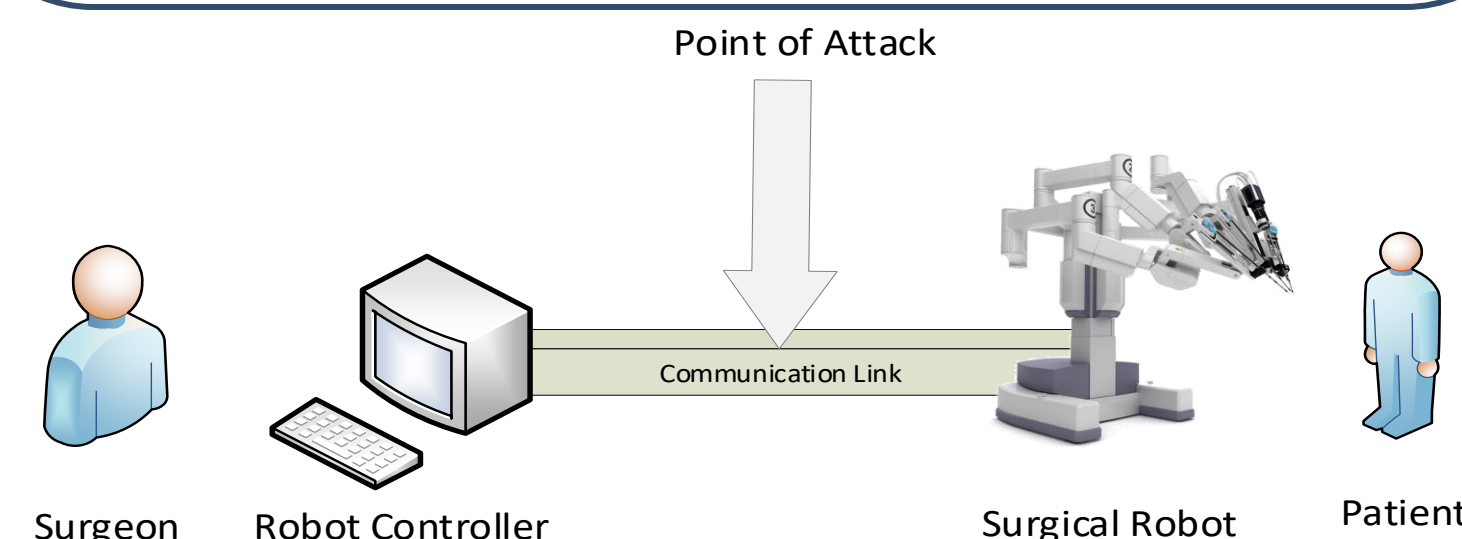 Point of Attack
Communication Link
Surgeon
Robot Controller
Surgical Robot
Patient